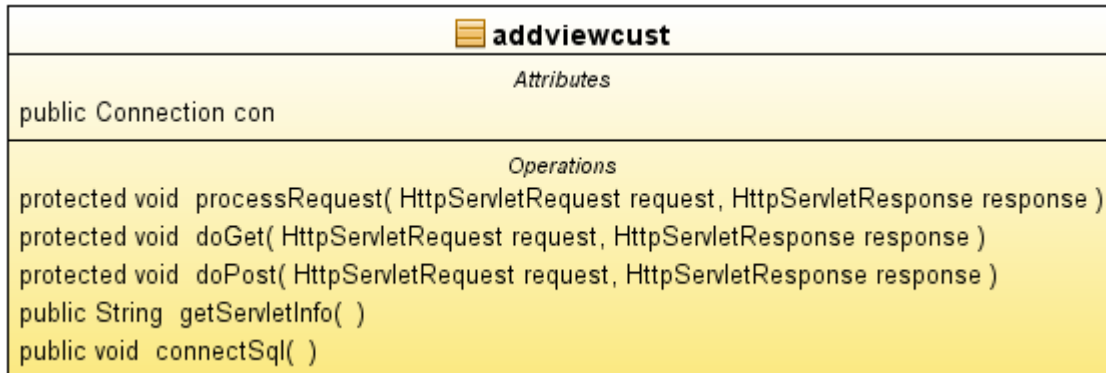 addviewcust
Attributes
public Connection con
Operations
protected void processRequest( HttpServletRequest request, HttpServletResponse response )
protected void doGet( HttpServletRequest request, HttpServletResponse response )
protected void doPost( HttpServletRequest request, HttpServletResponse response )
public String getServletInfo( )
public void connectSql( )